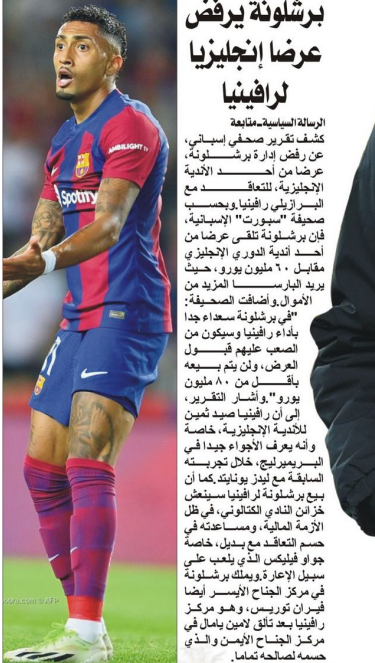 برشلونة يرفض
عرضا إنجليزيا
لرافينيا
الرسالة السياسية-متابعة
كشف تقرير صحفي إسباني،
عن رفض إدارة برشلونة،
عرضا من أحد الأندية
الإنجليزية، للتعاقد مع
البرازيلي رافينيا.وبحسب
صحيفة "سبورت" الإسبانية،
فإن برشلونة تلقى عرضا من
أحد أندية الدوري الإنجليزي
مقابل ٦٠ مليون يورو، حيث
يريد البارسا المزيد من
الأموال.وأضافت الصحيفة:
"في برشلونة سعداء جدا
بأداء رافينيا وسيكون من
الصعب عليهم قبول
العرض، ولن يتم بيعه
بأقل من ٨٠ مليون
يورو".وأشار التقرير،
إلى أن رافينيا صيد ثمين
للأندية الإنجليزية، خاصة
وأنه يعرف الأجواء جيدا في
البريميرليج، خلال تجربته
السابقة مع ليدز يونايتد.كما أن
بيع برشلونة لرافينيا سينعش
خزائن النادي الكتالوني، في ظل
الأزمة المالية، ومساعدته في
حسم التعاقد مع بديل، خاصة
جواو فيليكس الذي يلعب على
سبيل الإعارة.ويملك برشلونة
في مركز الجناح الأيسر أيضا
فيران توريس، وهو مركز
رافينيا بعد تألق لامين يامال في
مركز الجناح الأيمن والذي
حسمه لصالحه تماما.
AMBILIGHT tv
Spotify
© AFP